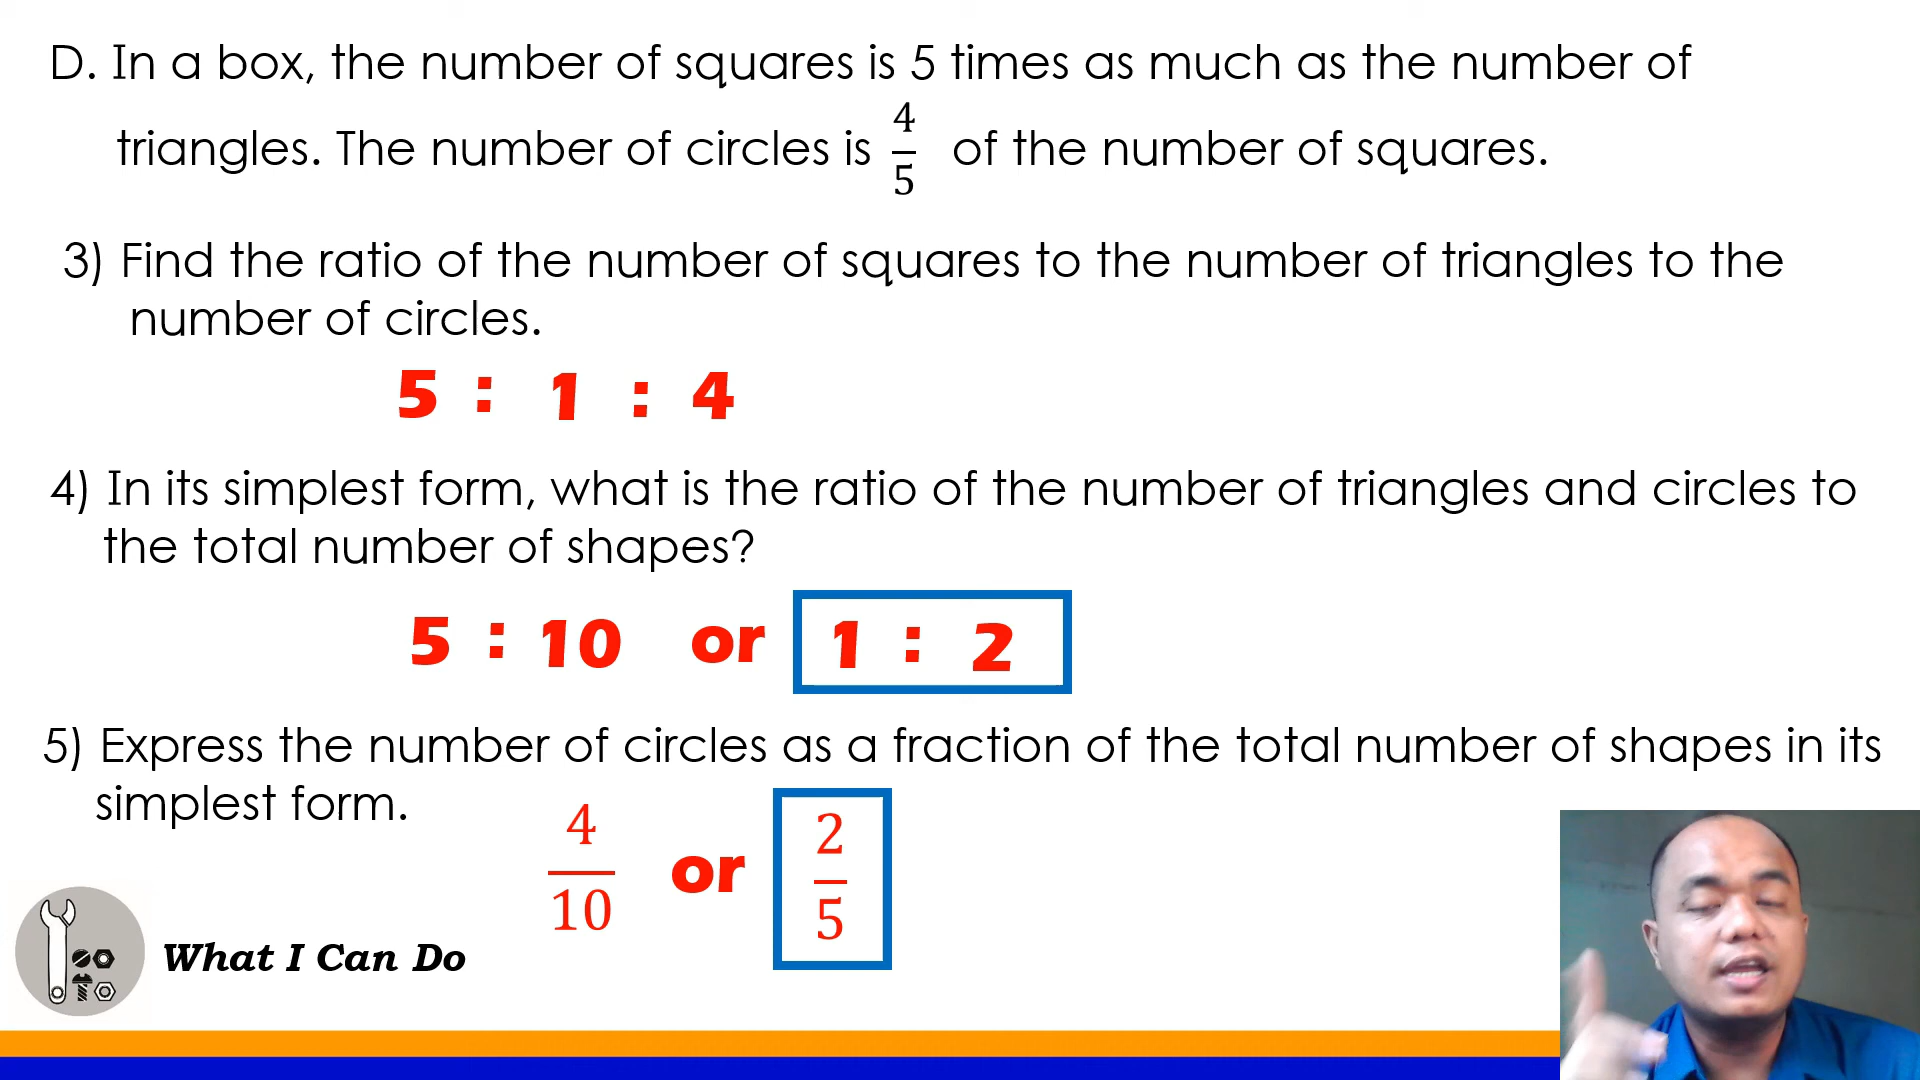 D. In a box, the number of squares is 5 times as much as the number of
triangles. The number of circles is 4/5 of the number of squares.
3) Find the ratio of the number of squares to the number of triangles to the
number of circles.
5 : 1 : 4
4) In its simplest form, what is the ratio of the number of triangles and circles to
the total number of shapes?
5 : 10 or 1 : 2
5) Express the number of circles as a fraction of the total number of shapes in its
simplest form.
4/10 or 2/5
What I Can Do